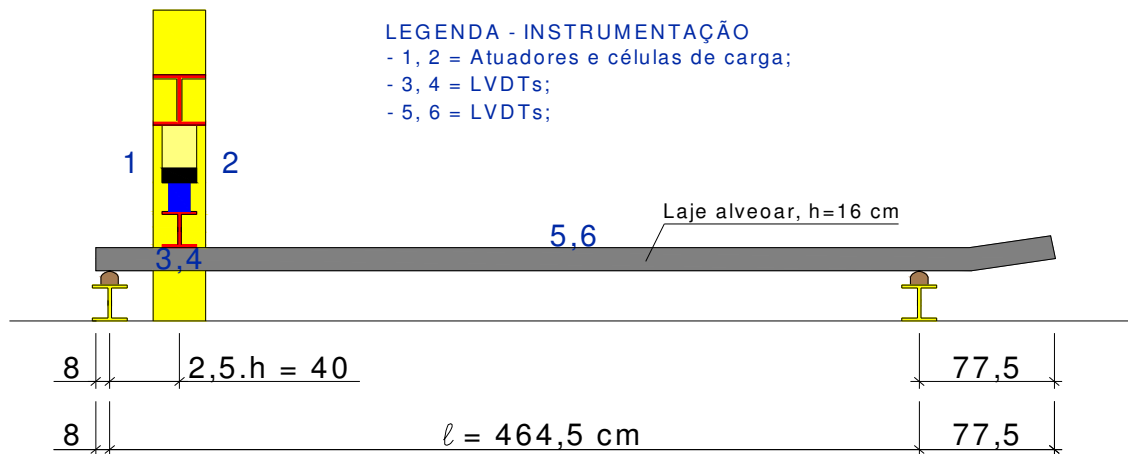 LEGENDA - INSTRUMENTAÇÃO
- 1, 2 = Atuadores e células de carga;
- 3, 4 = LVDTs;
- 5, 6 = LVDTs;
1
2
Laje alveoar, h=16 cm
5,6
3,4
8
2,5.h = 40
77,5
8
ℓ = 464,5 cm
77,5